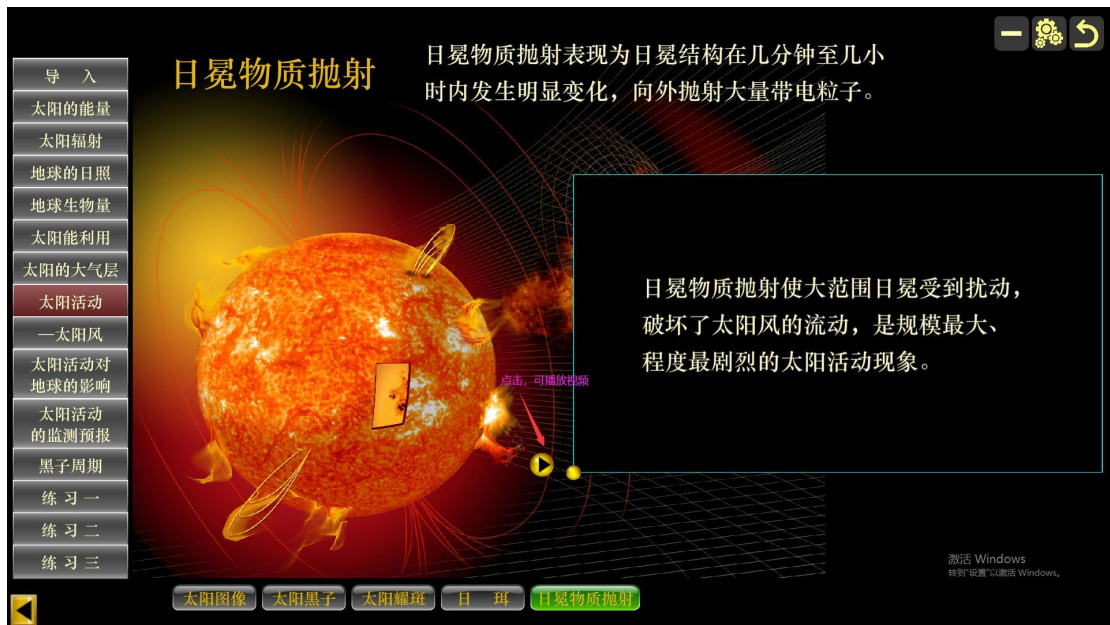 日冕物质抛射
日冕物质抛射表现为日冕结构在几分钟至几小
时内发生明显变化，向外抛射大量带电粒子。
导 入
太阳的能量
太阳辐射
地球的日照
地球生物量
太阳能利用
太阳的大气层
太阳活动
—太阳风
太阳活动对
地球的影响
太阳活动
的监测预报
黑子周期
练 习 一
练 习 二
练 习 三
日冕物质抛射使大范围日冕受到扰动，
破坏了太阳风的流动，是规模最大、
程度最剧烈的太阳活动现象。
点击，可播放视频
激活 Windows
转到"设置"以激活 Windows。
太阳图像
太阳黑子
太阳耀斑
日 珥
日冕物质抛射